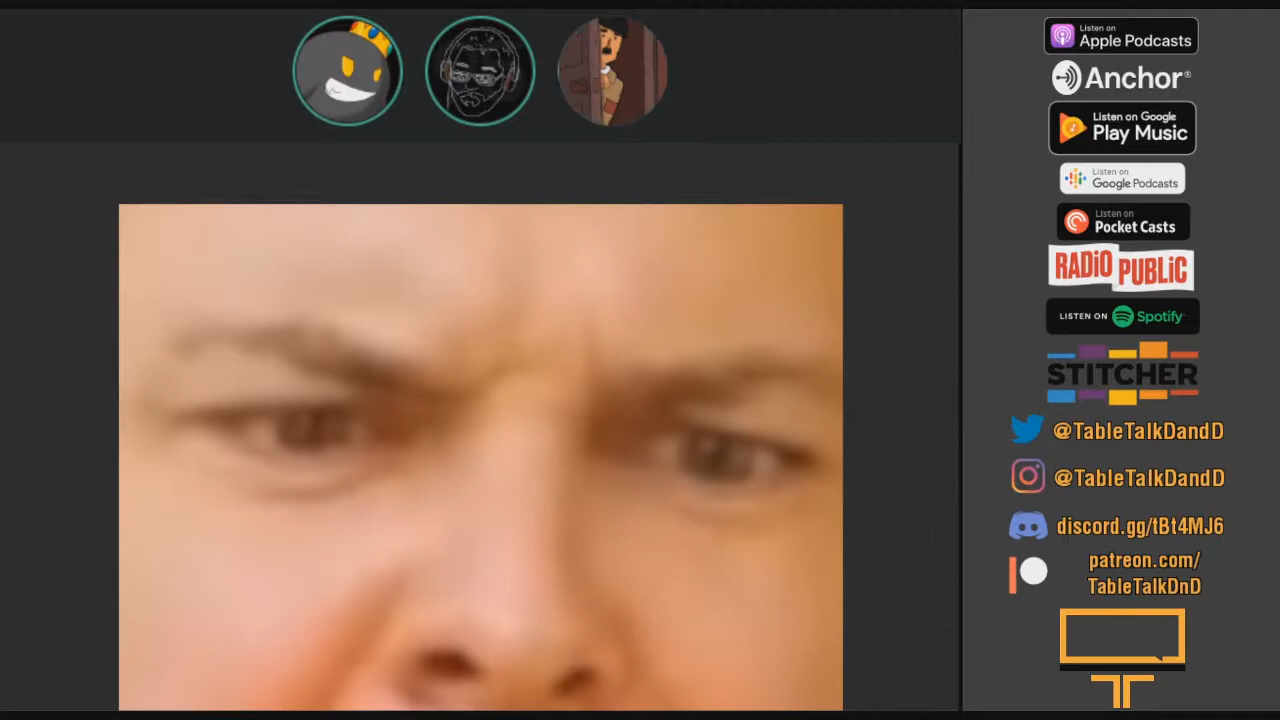 Listen on
Apple Podcasts
Anchor®
Listen on Google
Play Music
Listen on
Google Podcasts
Listen on
Pocket Casts
RADiO PUBLiC
LISTEN ON Spotify
STITCHER
@TableTalkDandD
@TableTalkDandD
discord.gg/tBt4MJ6
patreon.com/
TableTalkDnD